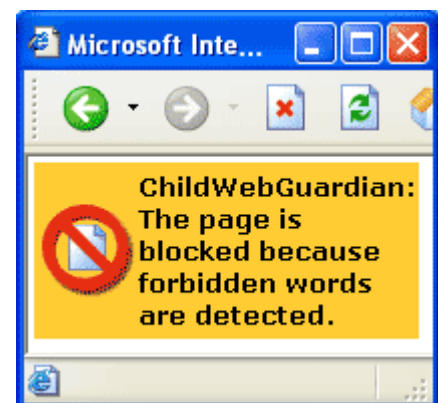 Microsoft Inte...
ChildWebGuardian:
The page is
blocked because
forbidden words
are detected.